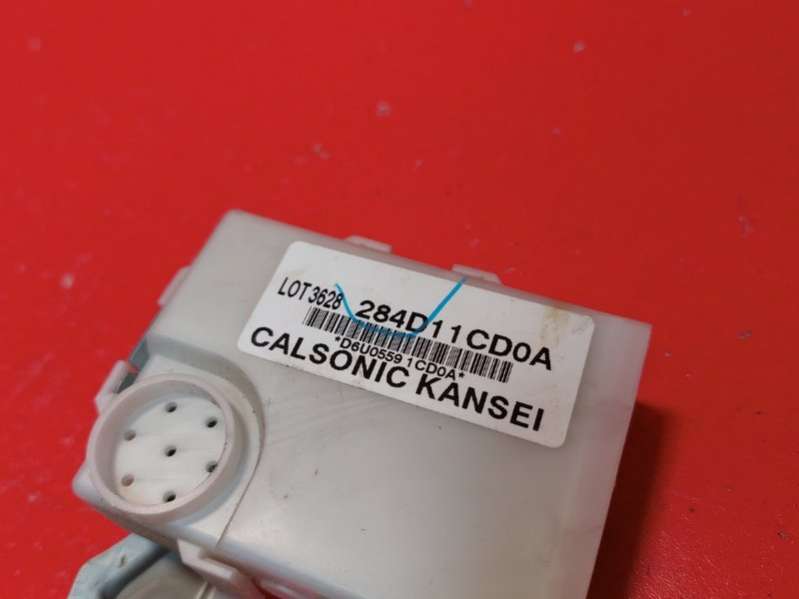 LOT 3628 284D11CD0A
*D6U0559 1CD0A*
CALSONIC KANSEI